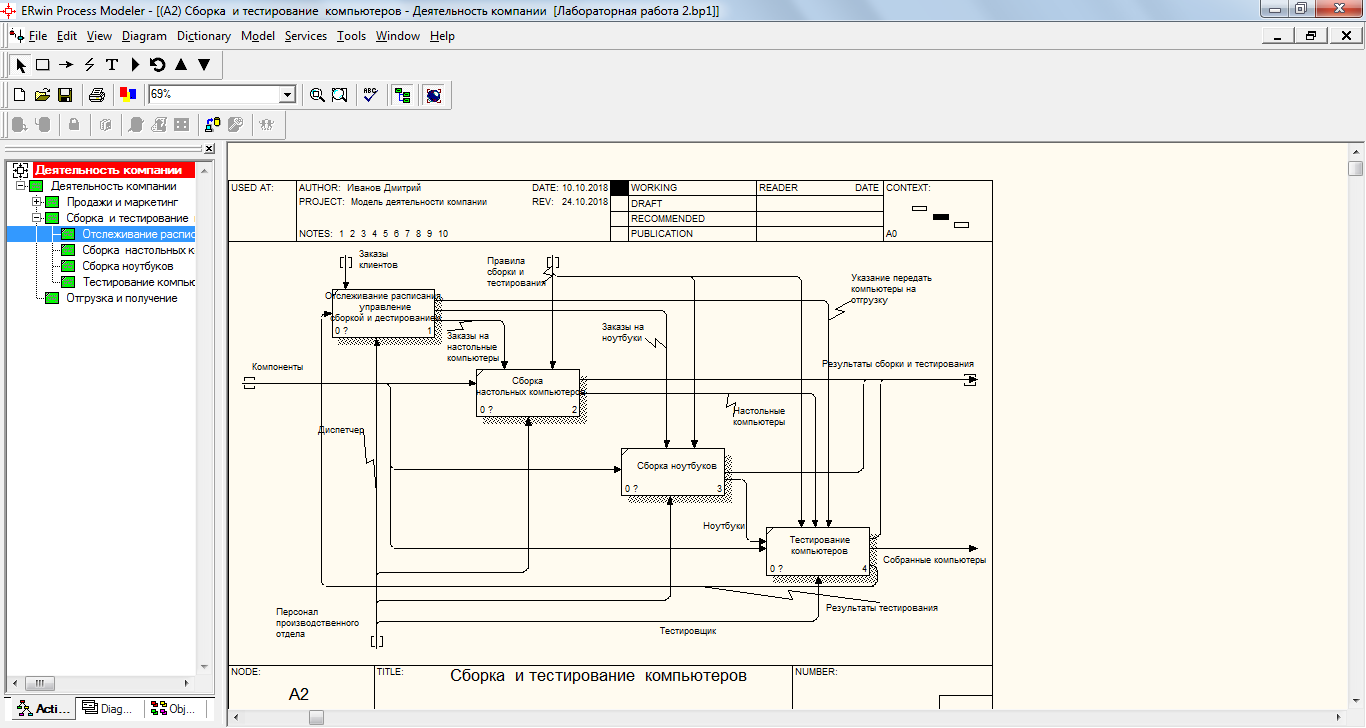 ERwin Process Modeler - [(A2) Сборка и тестирование компьютеров - Деятельность компании [Лабораторная работа 2.bp1]]
File Edit View Diagram Dictionary Model Services Tools Window Help
T
69%
ABC
Деятельность компании
Деятельность компании
Продажи и маркетинг
Сборка и тестирование
Отслеживание распис
Сборка настольных к
Сборка ноутбуков
Тестирование компью
Отгрузка и получение
Acti... Diag... Obj...
USED AT: AUTHOR: Иванов Дмитрий DATE: 10.10.2018 WORKING READER DATE CONTEXT:
PROJECT: Модель деятельности компании REV: 24.10.2018 DRAFT
RECOMMENDED
NOTES: 1 2 3 4 5 6 7 8 9 10 PUBLICATION A0
Заказы
клиентов
Правила
сборки и
тестирования
Указание передать
компьютеры на
отгрузку
Отслеживание расписания,
управление
сборкой и дестированием
0 ? 1
Заказы на
настольные
компьютеры
Заказы на
ноутбуки
Компоненты
Результаты сборки и тестирования
Сборка
настольных компьютеров
0 ? 2
Настольные
компьютеры
Диспетчер
Сборка ноутбуков
0 ? 3
Ноутбуки
Тестирование
компьютеров
0 ? 4
Собранные компьютеры
Результаты тестирования
Персонал
производственного
отдела
Тестировщик
NODE: TITLE: NUMBER:
A2 Сборка и тестирование компьютеров